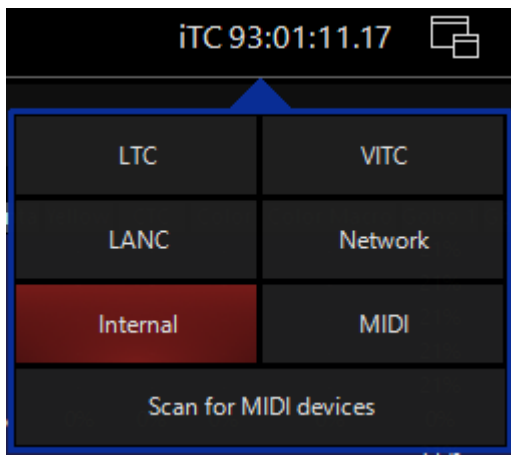 iTC 93:01:11.17
LTC VITC
LANC Network
Internal MIDI
Scan for MIDI devices